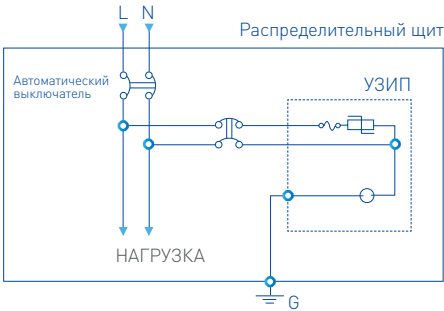 L N
Распределительный щит
Автоматический
выключатель
УЗИП
НАГРУЗКА
G